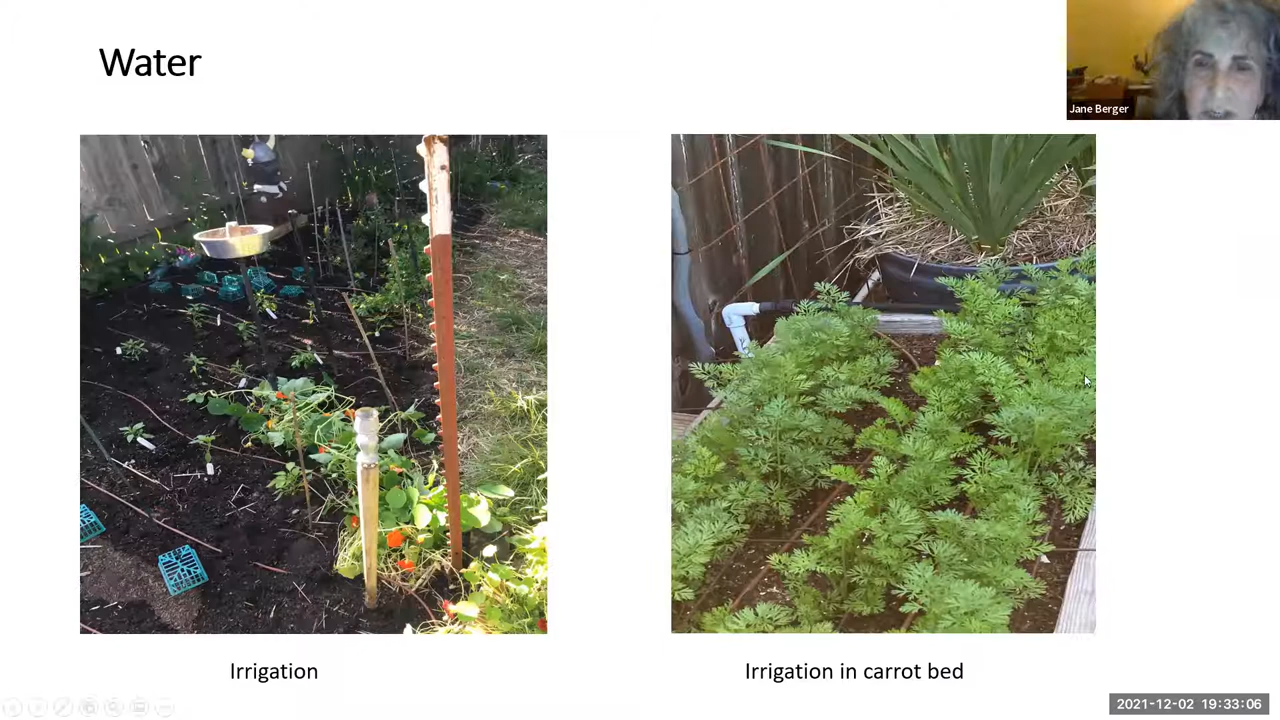 Water
Jane Berger
Irrigation
Irrigation in carrot bed
2021-12-02 19:33:06